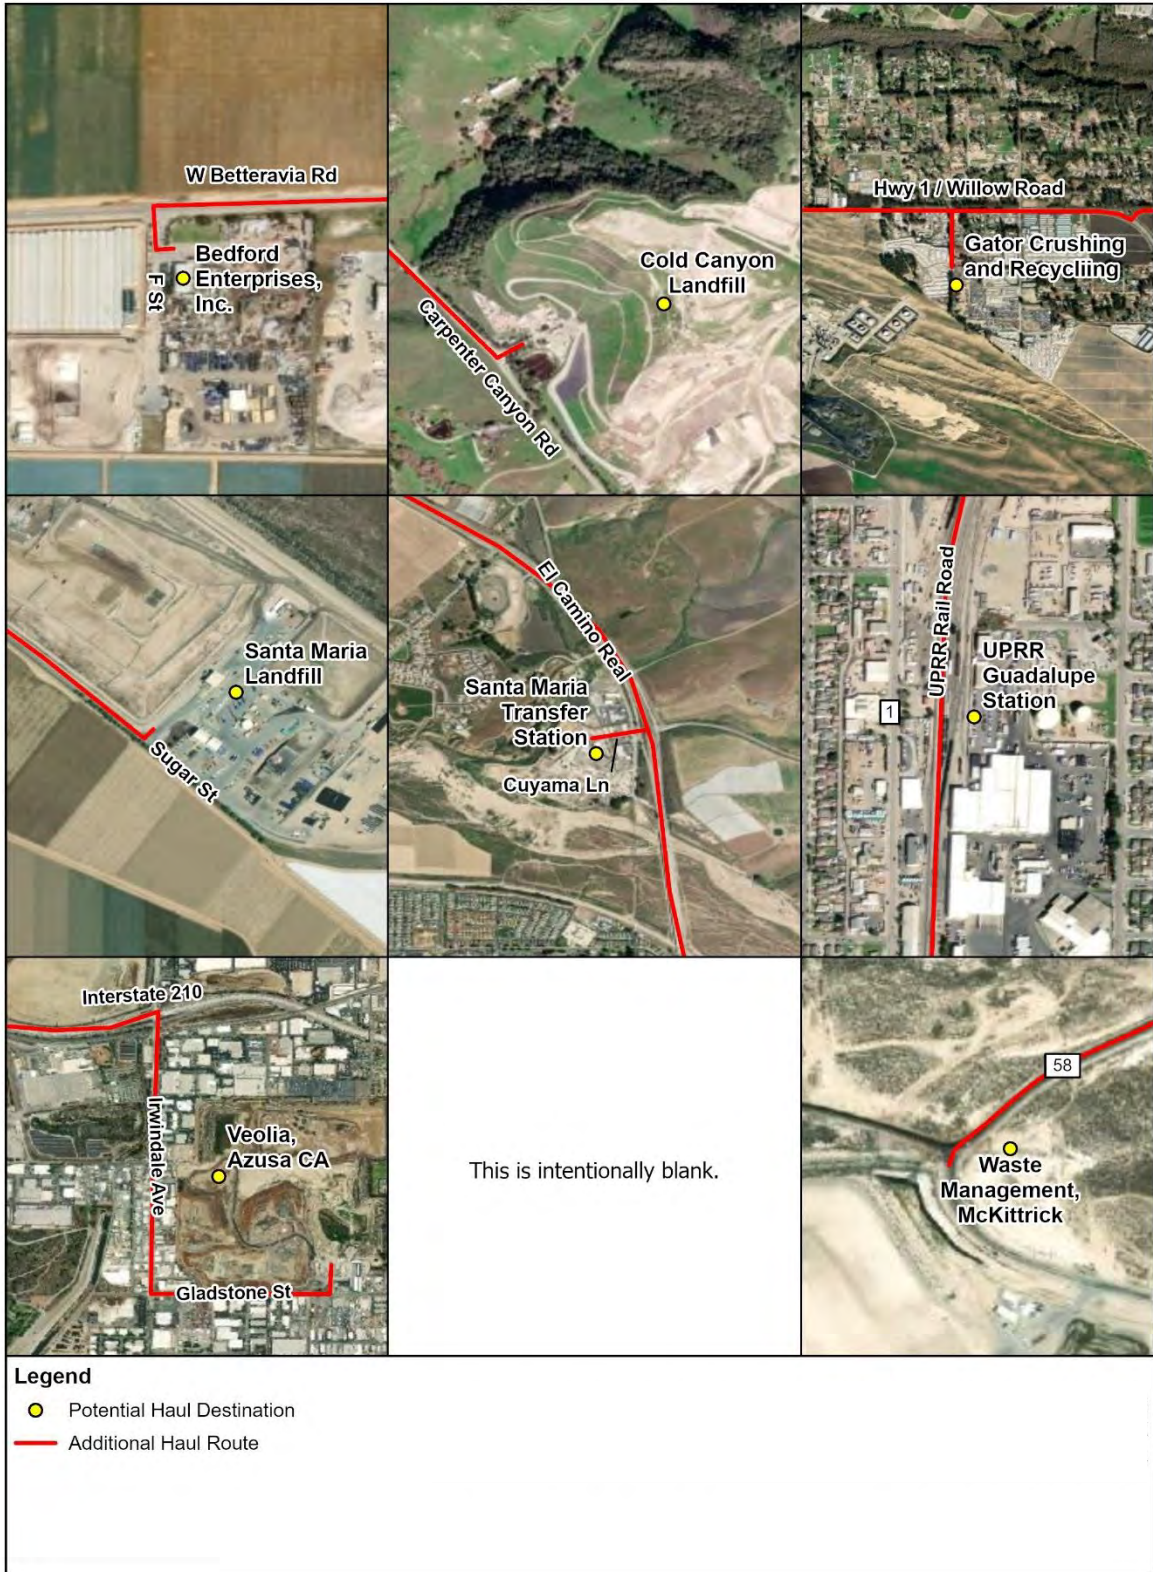 W Betteravia Rd
Bedford
Enterprises,
Inc.
F St
Cold Canyon
Landfill
Carpenter Canyon Rd
Hwy 1 / Willow Road
Gator Crushing
and Recycliing
Santa Maria
Landfill
Sugar St
El Camino Real
Santa Maria
Transfer
Station
Cuyama Ln
UPRR Rail Road
UPRR
Guadalupe
Station
1
Interstate 210
Irwindale Ave
Veolia,
Azusa CA
Gladstone St
This is intentionally blank.
58
Waste
Management,
McKittrick
Legend
Potential Haul Destination
Additional Haul Route